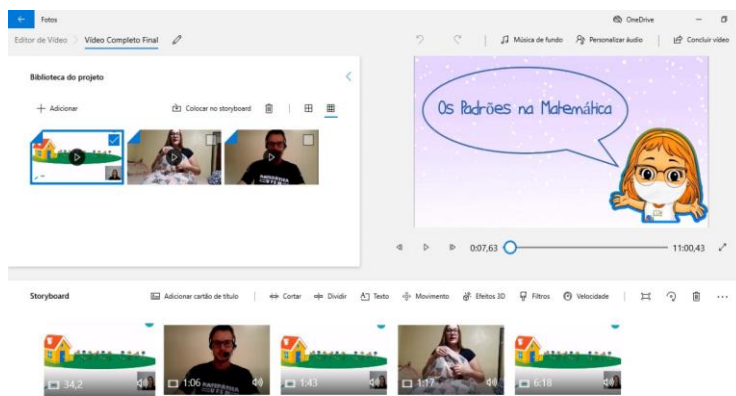 Fotos
OneDrive
Editor de Vídeo
Vídeo Completo Final
Música de fundo
Personalizar áudio
Concluir vídeo
Biblioteca do projeto
Adicionar
Colocar no storyboard
Os Padrões na Matemática
0:07,63
11:00,43
Storyboard
Adicionar cartão de título
Cortar
Dividir
Texto
Movimento
Efeitos 3D
Filtros
Velocidade
34,2
1:06
1:43
1:17
6:18